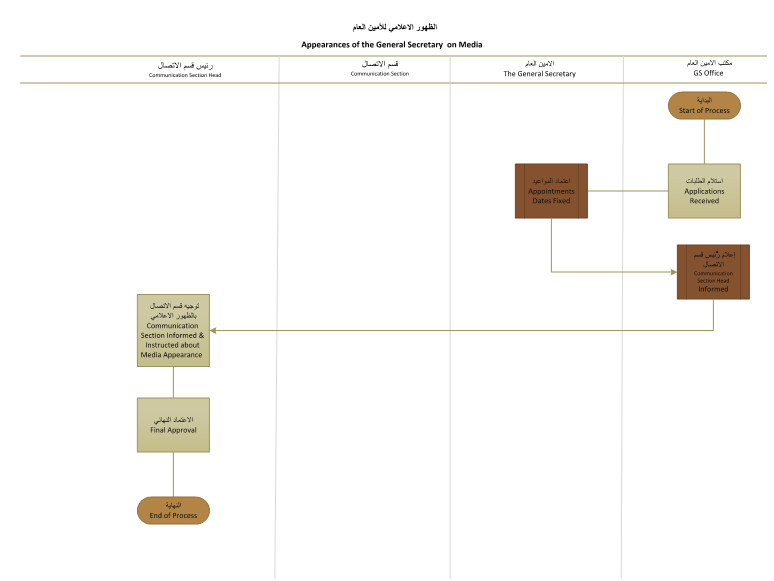 الظهور الاعلامي للأمين العام
Appearances of the General Secretary on Media
رئيس قسم الاتصال
Communication Section Head
قسم الاتصال
Communication Section
الامين العام
The General Secretary
مكتب الامين العام
GS Office
البداية
Start of Process
استلام الطلبات
Applications
Received
اعتماد المواعيد
Appointments
Dates Fixed
إعلام رئيس قسم
الاتصال
Communication
Section Head
Informed
توجيه قسم الاتصال
بالظهور الاعلامي
Communication
Section Informed &
Instructed about
Media Appearance
الاعتماد النهائي
Final Approval
النهاية
End of Process